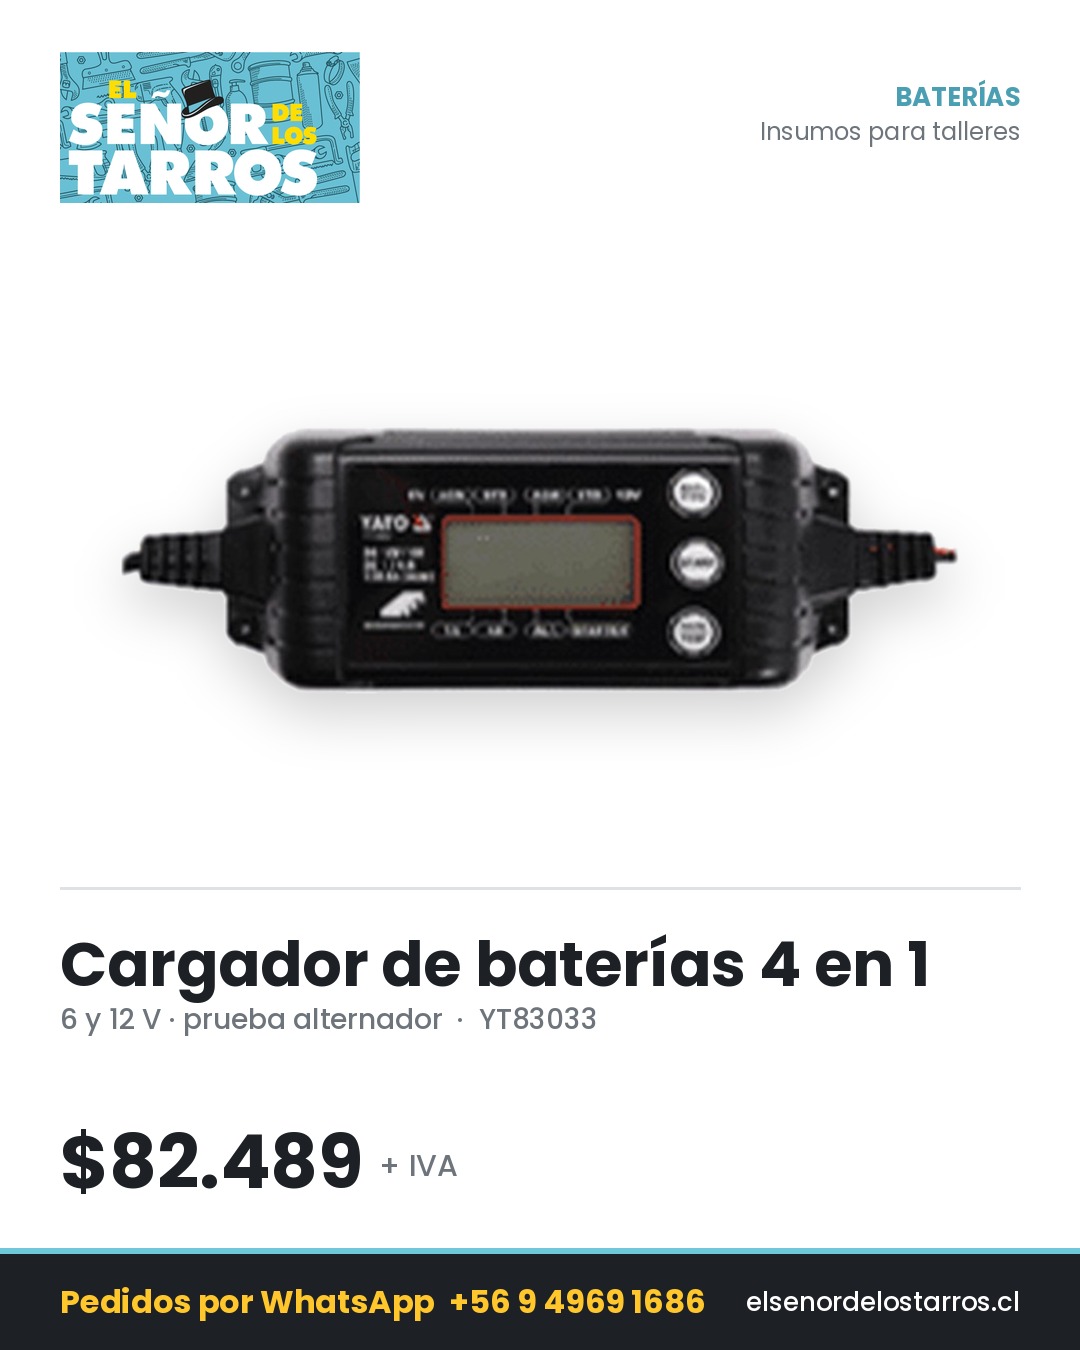 EL
SEÑOR DE LOS
TARROS
BATERÍAS
Insumos para talleres
YATO
Cargador de baterías 4 en 1
6 y 12 V · prueba alternador · YT83033
$82.489 + IVA
Pedidos por WhatsApp +56 9 4969 1686 elsenordelostarros.cl